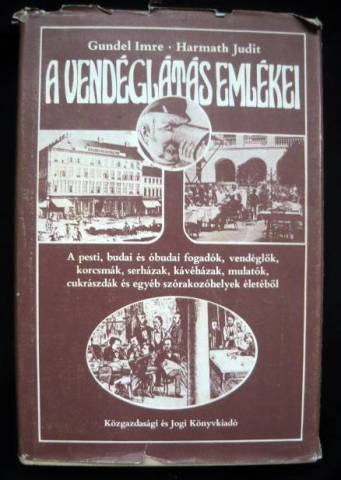 Gundel Imre · Harmath Judit
A VENDÉGLÁTÁS EMLÉKEI
A pesti, budai és óbudai fogadók, vendéglők,
korcsmák, serházak, kávéházak, mulatók,
cukrászdák és egyéb szórakozóhelyek életéből
Közgazdasági és Jogi Könyvkiadó